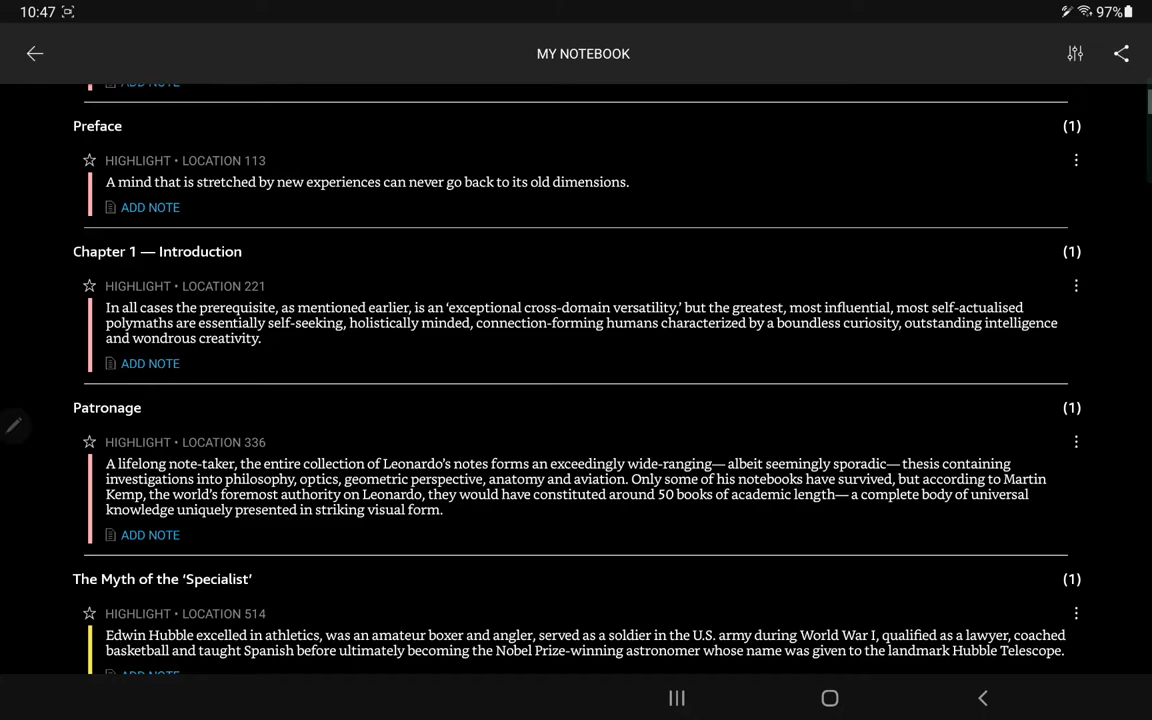 10:47
97%
MY NOTEBOOK
ADD NOTE
Preface
(1)
HIGHLIGHT • LOCATION 113
A mind that is stretched by new experiences can never go back to its old dimensions.
ADD NOTE
Chapter 1 — Introduction
(1)
HIGHLIGHT • LOCATION 221
In all cases the prerequisite, as mentioned earlier, is an ‘exceptional cross-domain versatility,’ but the greatest, most influential, most self-actualised
polymaths are essentially self-seeking, holistically minded, connection-forming humans characterized by a boundless curiosity, outstanding intelligence
and wondrous creativity.
ADD NOTE
Patronage
(1)
HIGHLIGHT • LOCATION 336
A lifelong note-taker, the entire collection of Leonardo’s notes forms an exceedingly wide-ranging— albeit seemingly sporadic— thesis containing
investigations into philosophy, optics, geometric perspective, anatomy and aviation. Only some of his notebooks have survived, but according to Martin
Kemp, the world’s foremost authority on Leonardo, they would have constituted around 50 books of academic length— a complete body of universal
knowledge uniquely presented in striking visual form.
ADD NOTE
The Myth of the ‘Specialist’
(1)
HIGHLIGHT • LOCATION 514
Edwin Hubble excelled in athletics, was an amateur boxer and angler, served as a soldier in the U.S. army during World War I, qualified as a lawyer, coached
basketball and taught Spanish before ultimately becoming the Nobel Prize-winning astronomer whose name was given to the landmark Hubble Telescope.
ADD NOTE